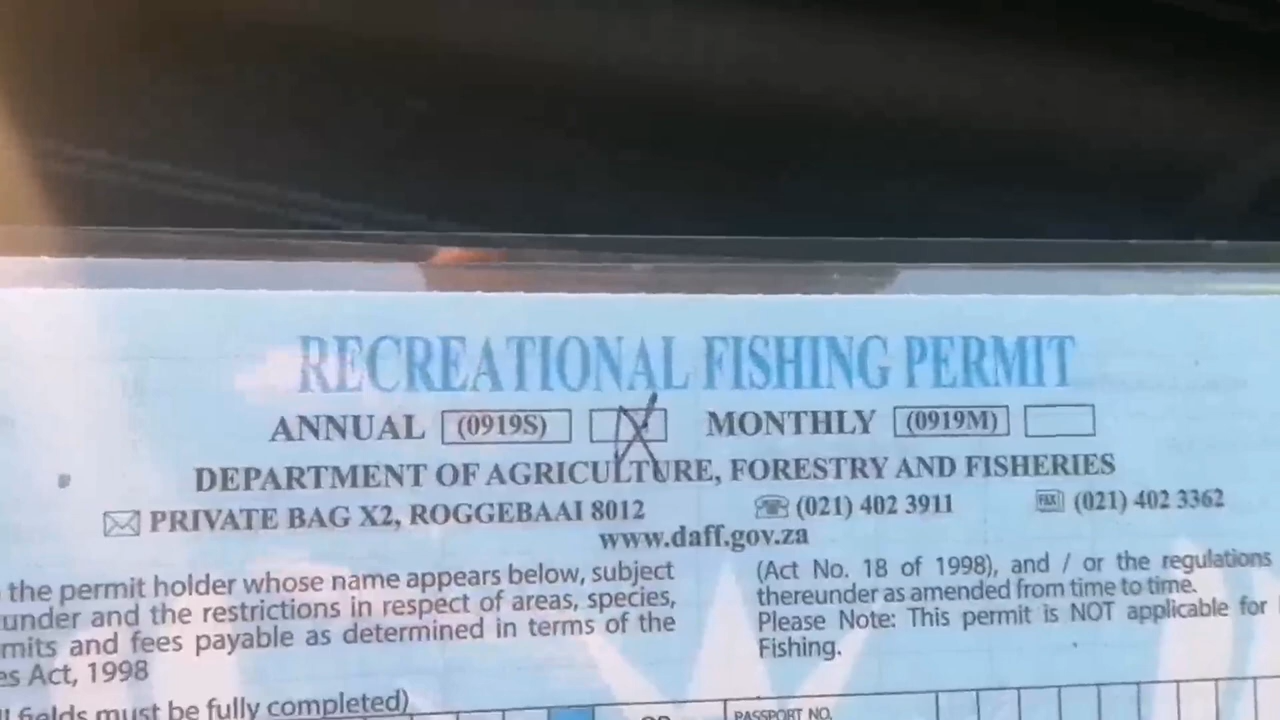 RECREATIONAL FISHING PERMIT
ANNUAL (0919S) X MONTHLY (0919M)
DEPARTMENT OF AGRICULTURE, FORESTRY AND FISHERIES
PRIVATE BAG X2, ROGGEBAAI 8012 (021) 402 3911 FAX (021) 402 3362
www.daff.gov.za
the permit holder whose name appears below, subject
under and the restrictions in respect of areas, species,
mits and fees payable as determined in terms of the
es Act, 1998
(Act No. 18 of 1998), and / or the regulations
thereunder as amended from time to time.
Please Note: This permit is NOT applicable for
Fishing.
fields must be fully completed)
OR PASSPORT NO.